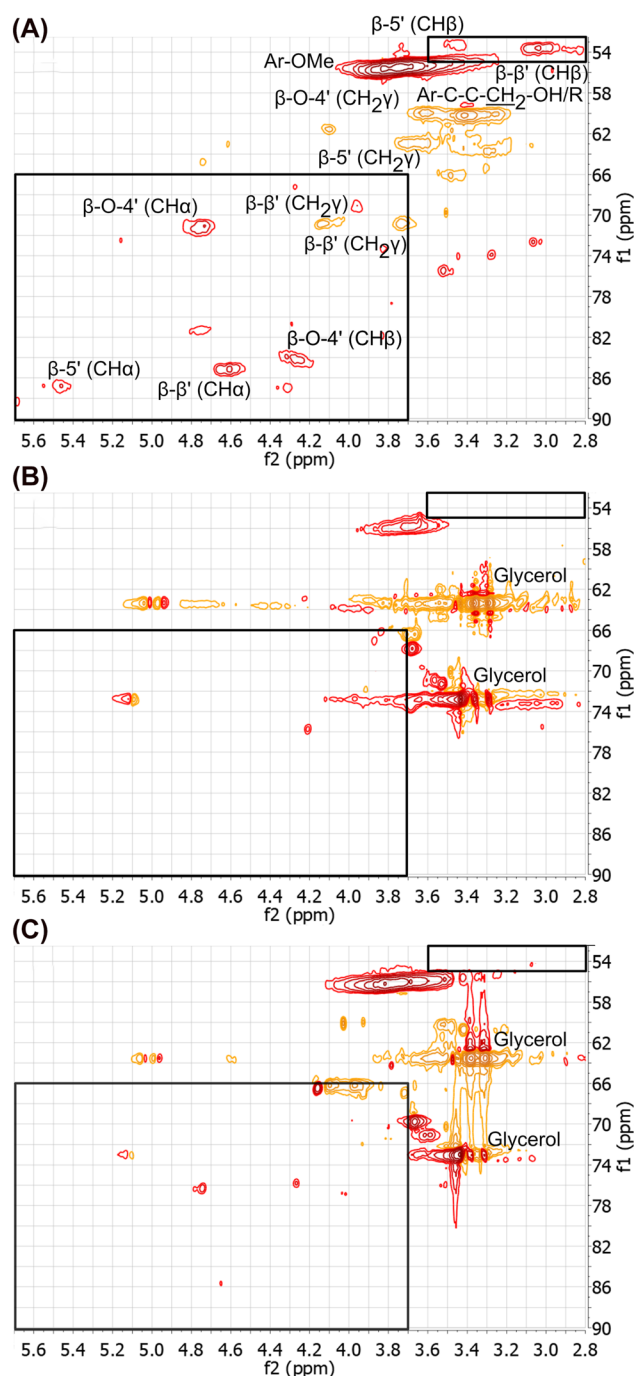 (A)
β-5' (CHβ)
Ar-OMe
β-β' (CHβ)
β-O-4' (CH2γ)
Ar-C-C-CH2-OH/R
β-5' (CH2γ)
β-O-4' (CHα)
β-β' (CH2γ)
β-β' (CH2γ)
β-O-4' (CHβ)
β-5' (CHα)
β-β' (CHα)
54
59
63
66
70
74
78
82
86
90
f1 (ppm)
5.6 5.4 5.2 5.0 4.8 4.6 4.4 4.2 4.0 3.8 3.6 3.4 3.2 3.0 2.8
f2 (ppm)
(B)
Glycerol
Glycerol
54
58
62
66
70
74
78
82
86
90
f1 (ppm)
5.6 5.4 5.2 5.0 4.8 4.6 4.4 4.2 4.0 3.8 3.6 3.4 3.2 3.0 2.8
f2 (ppm)
(C)
Glycerol
Glycerol
54
58
62
66
70
74
78
82
86
90
f1 (ppm)
5.6 5.4 5.2 5.0 4.8 4.6 4.4 4.2 4.0 3.8 3.6 3.4 3.2 3.0 2.8
f2 (ppm)